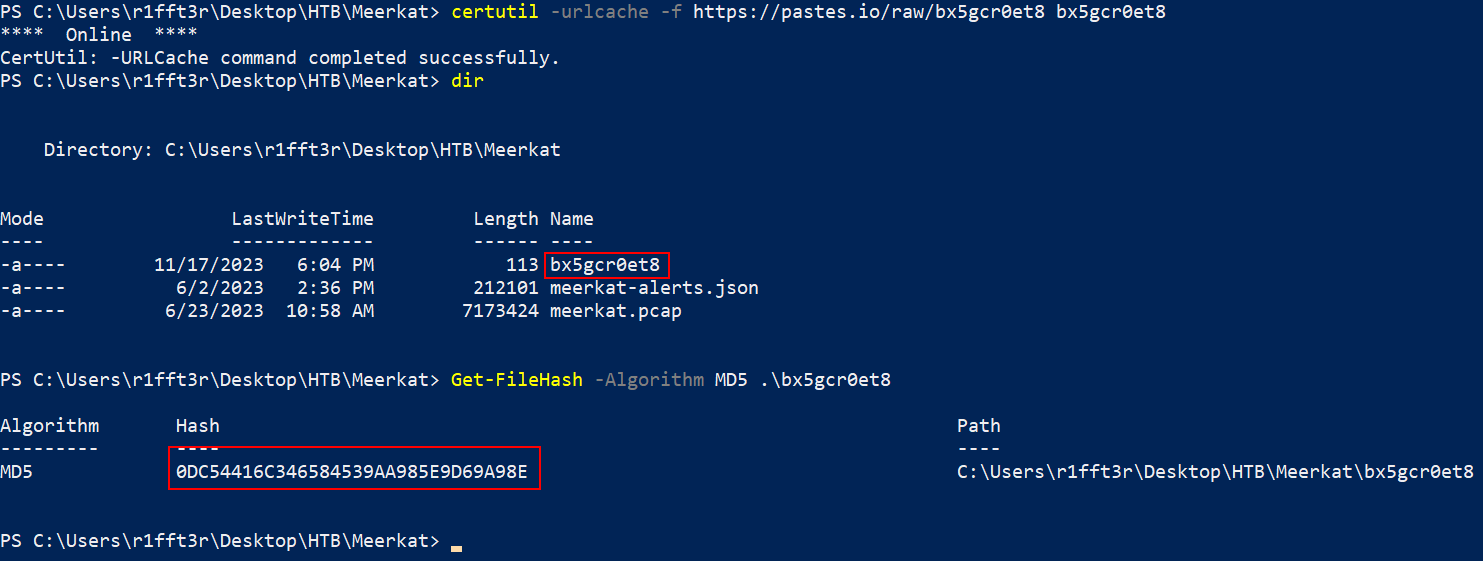 PS C:\Users\r1fft3r\Desktop\HTB\Meerkat> certutil -urlcache -f https://pastes.io/raw/bx5gcr0et8 bx5gcr0et8
****  Online  ****
CertUtil: -URLCache command completed successfully.
PS C:\Users\r1fft3r\Desktop\HTB\Meerkat> dir
Directory: C:\Users\r1fft3r\Desktop\HTB\Meerkat
Mode                 LastWriteTime         Length Name
----                 -------------         ------ ----
-a----        11/17/2023   6:04 PM            113 bx5gcr0et8
-a----          6/2/2023   2:36 PM         212101 meerkat-alerts.json
-a----         6/23/2023  10:58 AM        7173424 meerkat.pcap
PS C:\Users\r1fft3r\Desktop\HTB\Meerkat> Get-FileHash -Algorithm MD5 .\bx5gcr0et8
Algorithm       Hash                                                                   Path
---------       ----                                                                   ----
MD5             0DC54416C346584539AA985E9D69A98E                                       C:\Users\r1fft3r\Desktop\HTB\Meerkat\bx5gcr0et8
PS C:\Users\r1fft3r\Desktop\HTB\Meerkat>